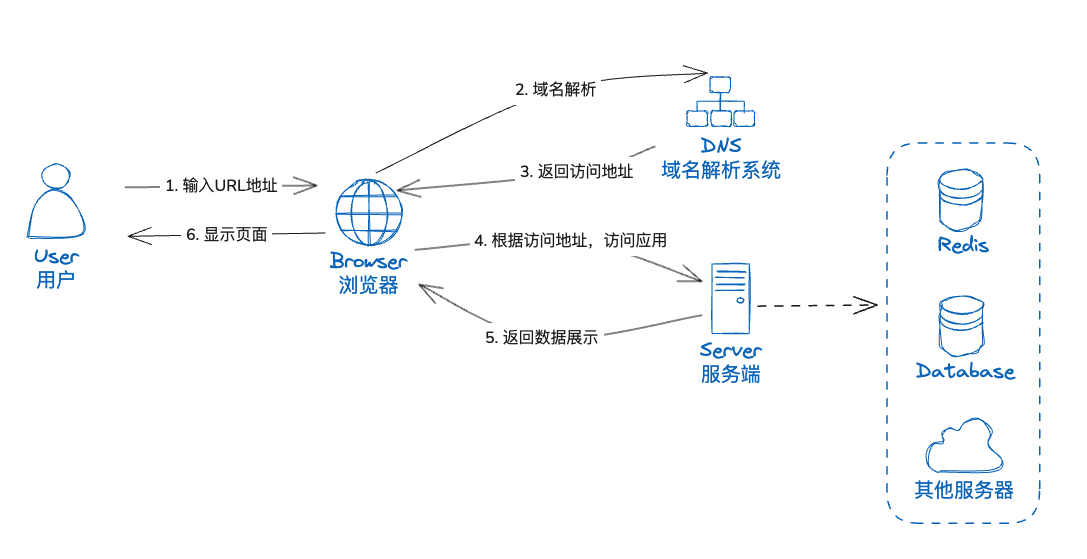 2. 域名解析
DNS
域名解析系统
3. 返回访问地址
1. 输入URL地址
6. 显示页面
User
用户
Browser
浏览器
4. 根据访问地址，访问应用
5. 返回数据展示
Server
服务端
Redis
Database
其他服务器